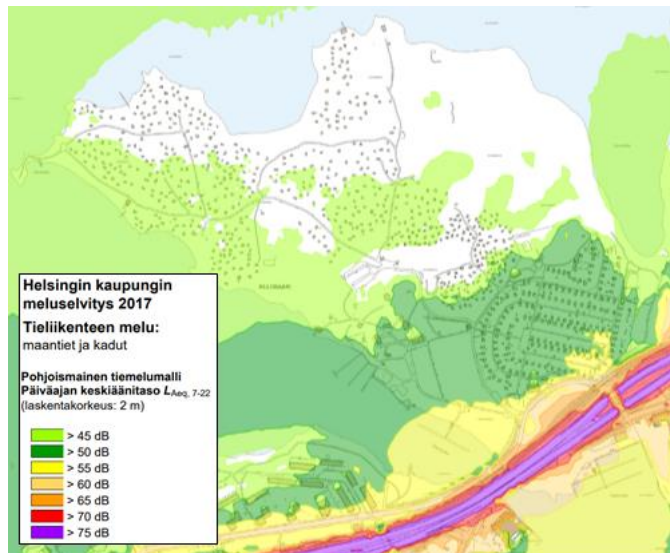 Helsingin kaupungin
meluselvitys 2017
Tieliikenteen melu:
maantiet ja kadut
Pohjoismainen tiemelumalli
Päiväajan keskiäänitaso LAeq, 7-22
(laskentakorkeus: 2 m)
> 45 dB
> 50 dB
> 55 dB
> 60 dB
> 65 dB
> 70 dB
> 75 dB